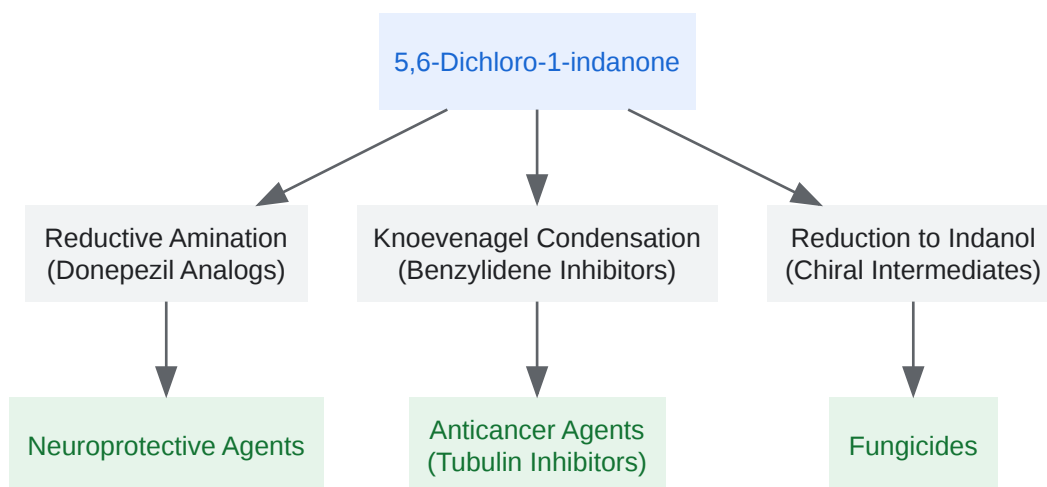 5,6-Dichloro-1-indanone
Reductive Amination
(Donepezil Analogs)
Knoevenagel Condensation
(Benzylidene Inhibitors)
Reduction to Indanol
(Chiral Intermediates)
Neuroprotective Agents
Anticancer Agents
(Tubulin Inhibitors)
Fungicides